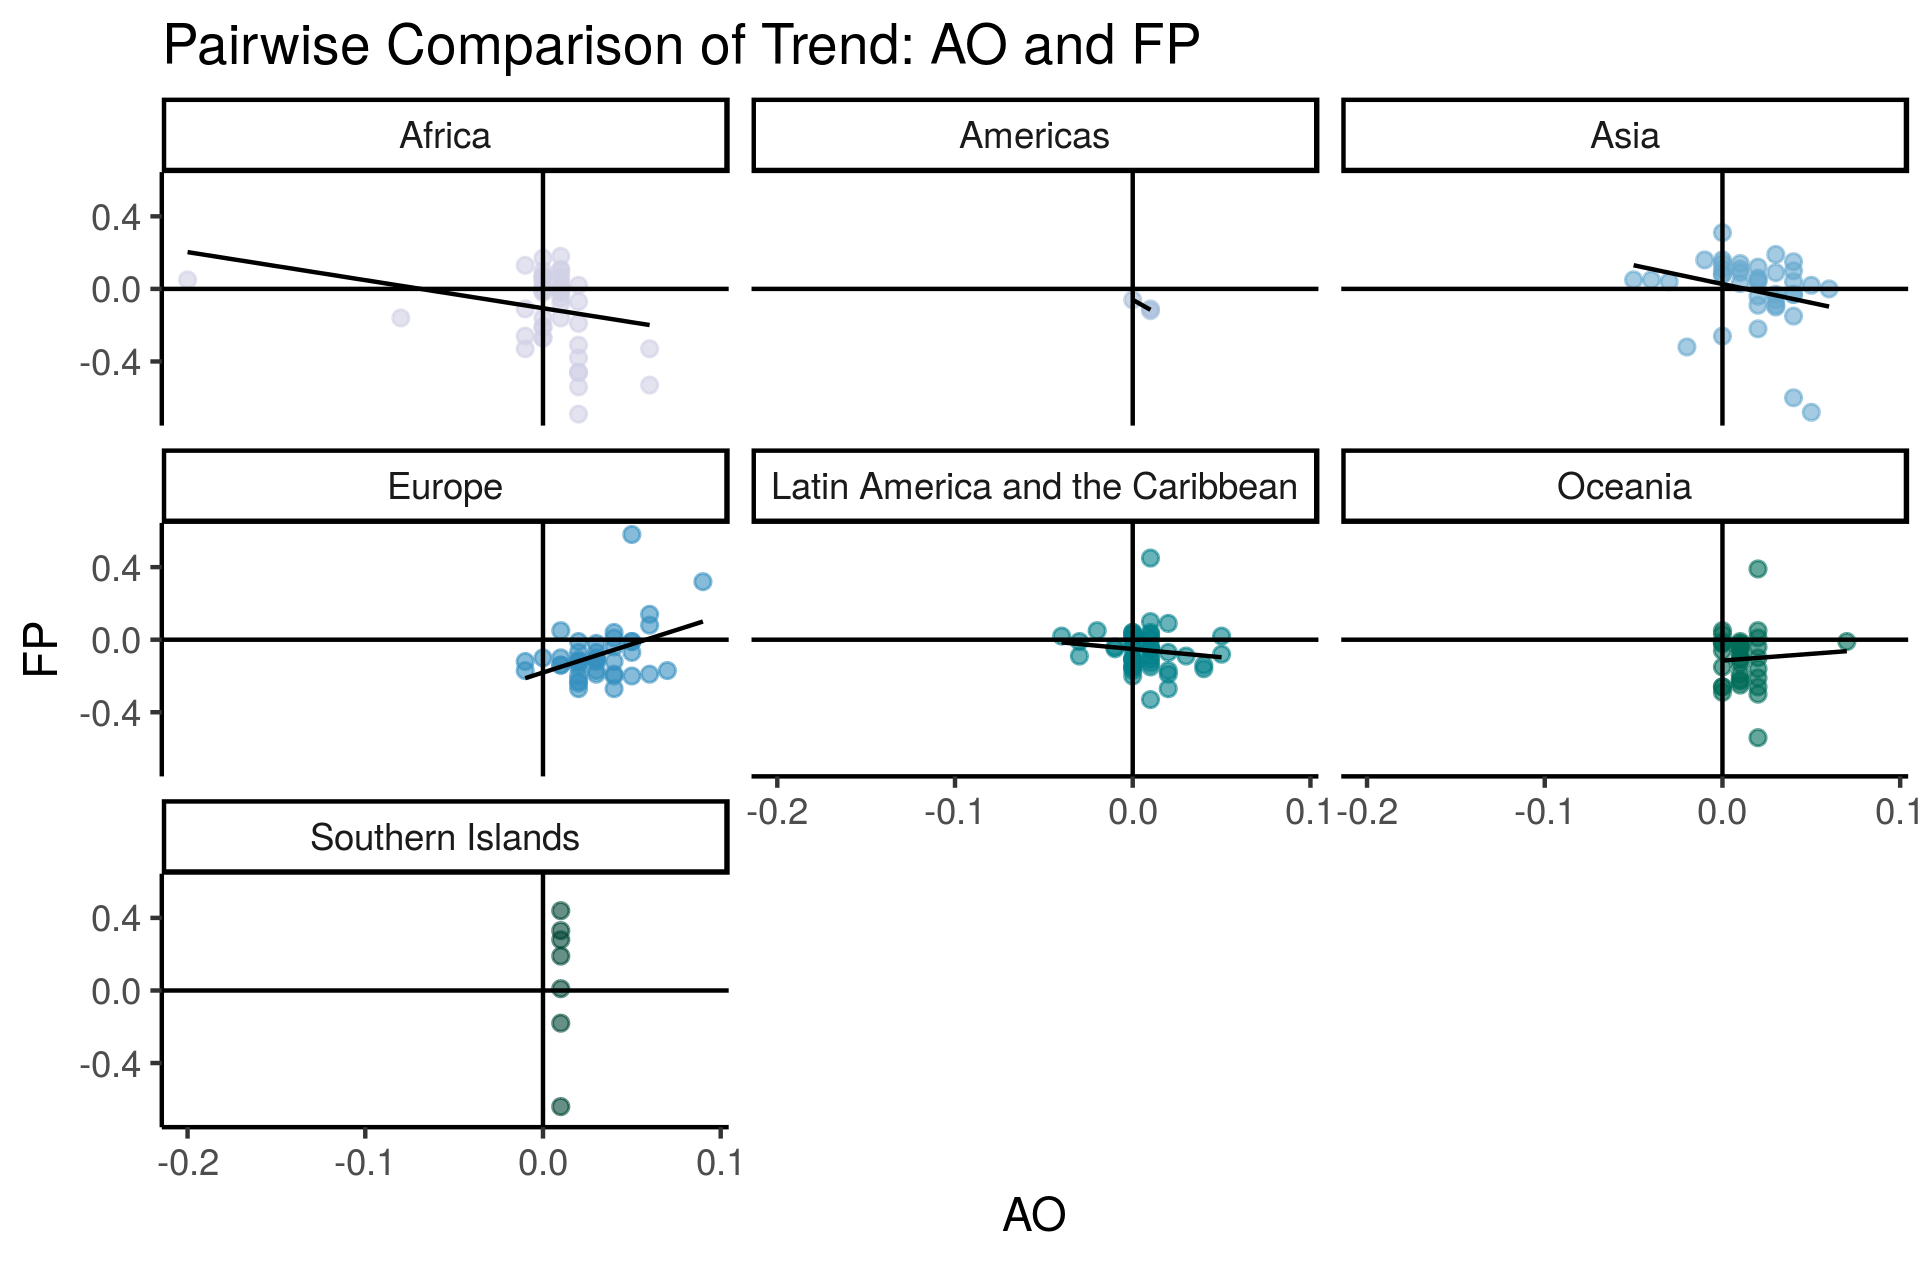 Pairwise Comparison of Trend: AO and FP
Africa
Americas
Asia
0.4
0.0
-0.4
Europe
Latin America and the Caribbean
Oceania
0.4
0.0
-0.4
FP
-0.2 -0.1 0.0 0.1
-0.2 -0.1 0.0 0.1
Southern Islands
0.4
0.0
-0.4
-0.2 -0.1 0.0 0.1
AO